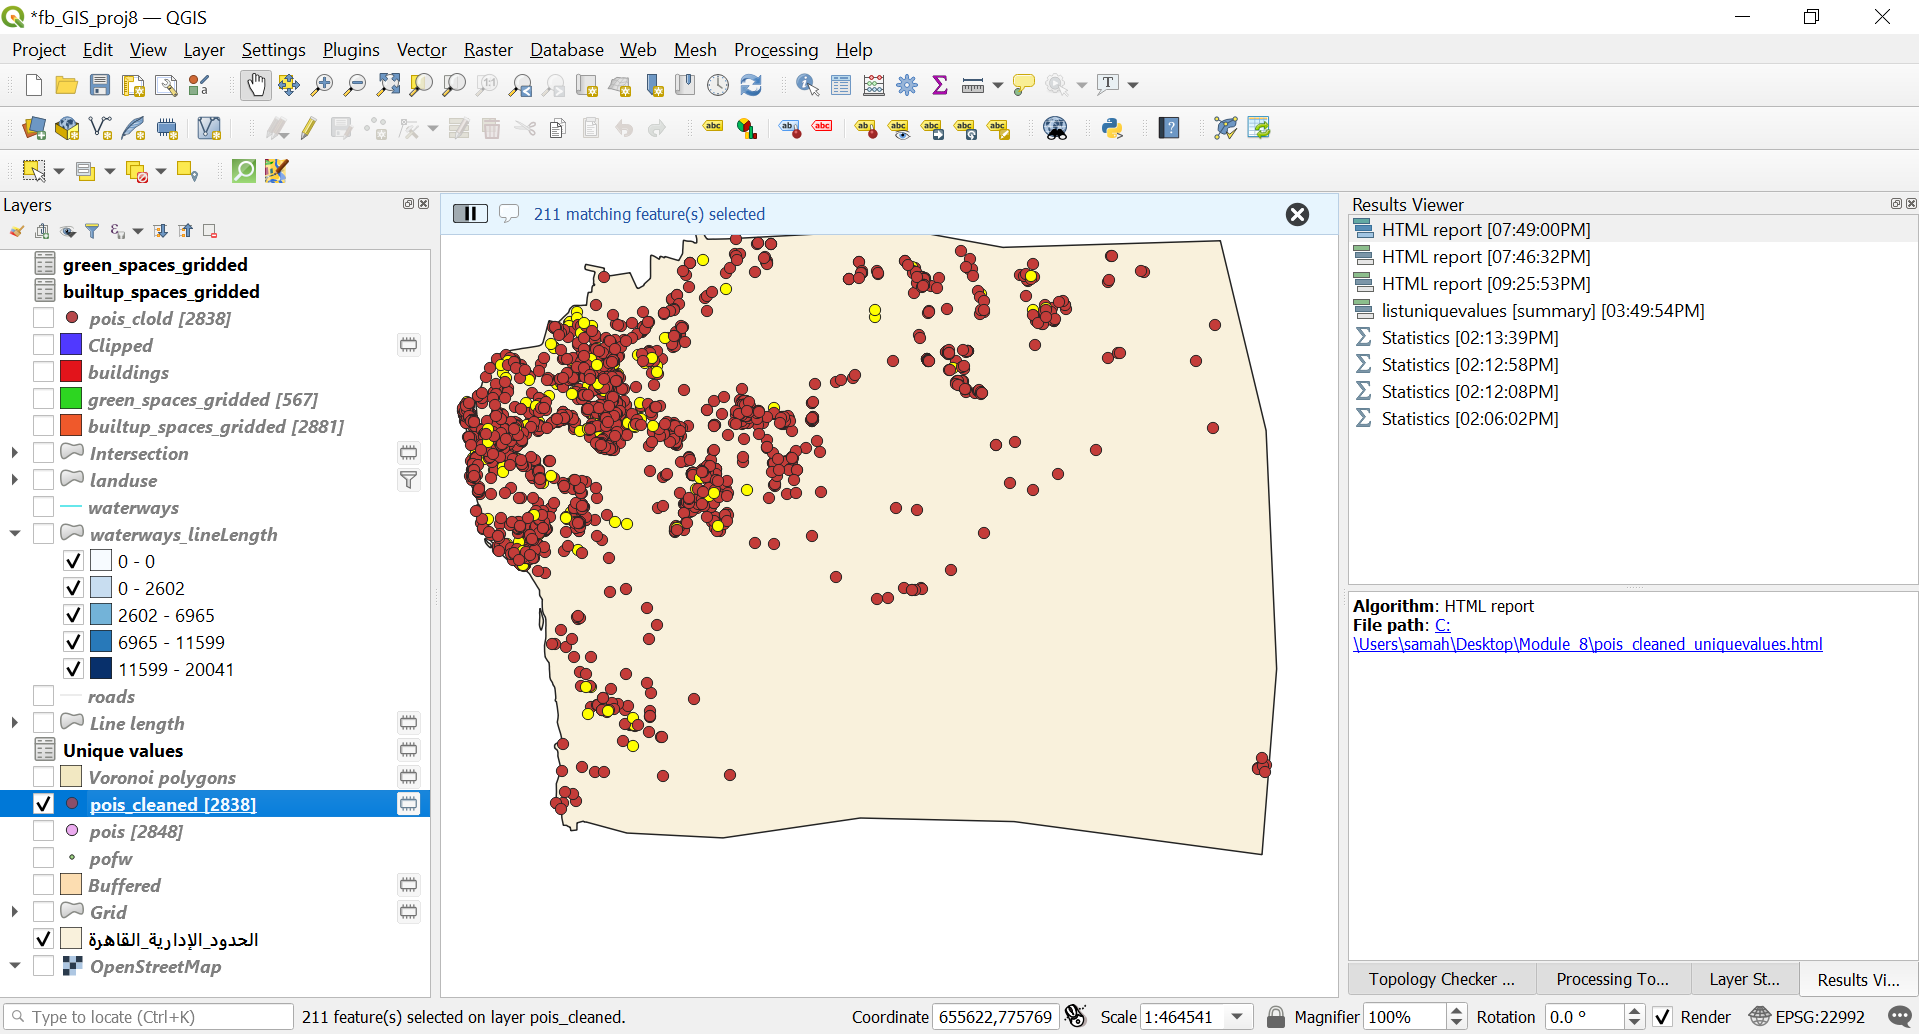 *fb_GIS_proj8 — QGIS
Project Edit View Layer Settings Plugins Vector Raster Database Web Mesh Processing Help
Layers
green_spaces_gridded
builtup_spaces_gridded
pois_clold [2838]
Clipped
buildings
green_spaces_gridded [567]
builtup_spaces_gridded [2881]
Intersection
landuse
waterways
waterways_lineLength
0 - 0
0 - 2602
2602 - 6965
6965 - 11599
11599 - 20041
roads
Line length
Unique values
Voronoi polygons
pois_cleaned [2838]
pois [2848]
pofw
Buffered
Grid
الحدود_الإدارية_القاهرة
OpenStreetMap
211 matching feature(s) selected
Results Viewer
HTML report [07:49:00PM]
HTML report [07:46:32PM]
HTML report [09:25:53PM]
listuniquevalues [summary] [03:49:54PM]
Statistics [02:13:39PM]
Statistics [02:12:58PM]
Statistics [02:12:08PM]
Statistics [02:06:02PM]
Algorithm: HTML report
File path: C:
\Users\samah\Desktop\Module_8\pois_cleaned_uniquevalues.html
Topology Checker ... Processing To... Layer St... Results Vi...
Type to locate (Ctrl+K) 211 feature(s) selected on layer pois_cleaned. Coordinate 655622,775769 Scale 1:464541 Magnifier 100% Rotation 0.0 ° Render EPSG:22992